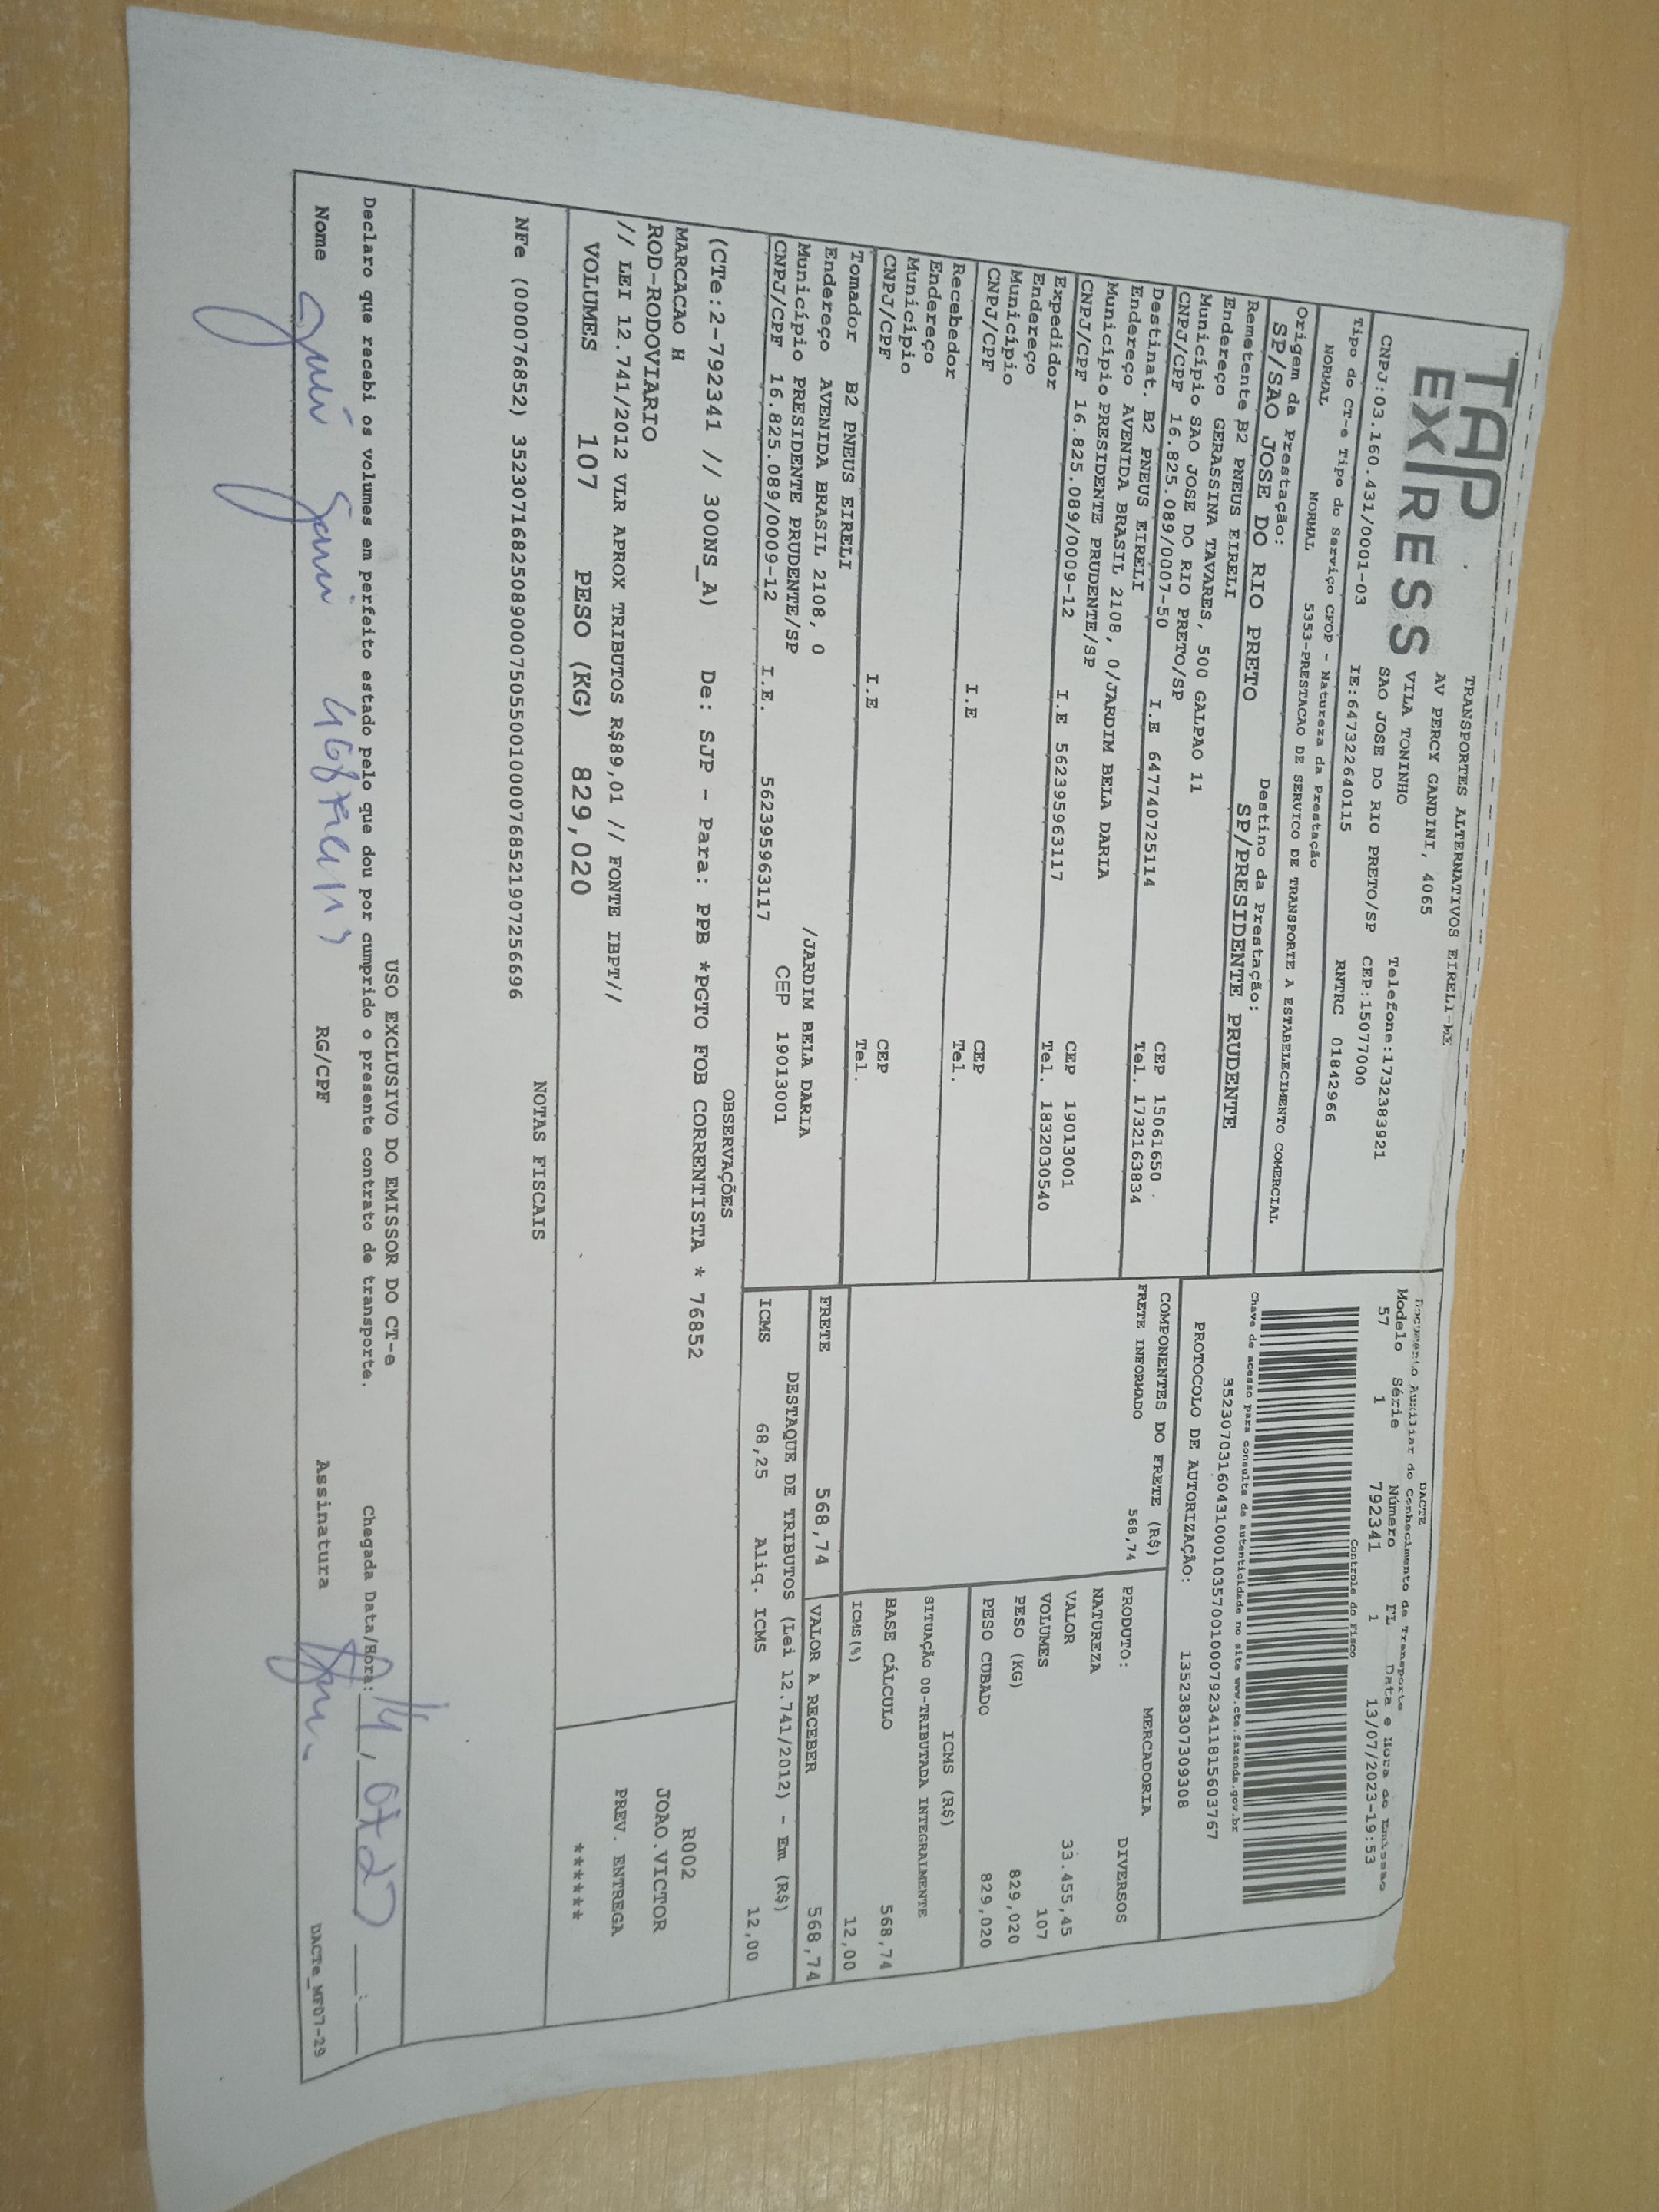 TAP EXPRESS
TRANSPORTES ALTERNATIVOS EIRELI-ME
AV PERCY GANDINI, 4065
VILA TONINHO Telefone:1732383921
SAO JOSE DO RIO PRETO/SP CEP:15077000
CNPJ:03.160.431/0001-03 IE:647322640115 RNTRC 01842966
Tipo do CT-e Tipo do Serviço CFOP - Natureza da Prestação
NORMAL NORMAL 5353-PRESTACAO DE SERVICO DE TRANSPORTE A ESTABELECIMENTO COMERCIAL
Origem da Prestação: Destino da Prestação:
SP/SAO JOSE DO RIO PRETO SP/PRESIDENTE PRUDENTE
DACTE
Documento Auxiliar do Conhecimento de Transporte
Modelo Série Número FL Data e Hora de Emissão
57 1 792341 1 13/07/2023-19:53
Controle do Fisco
Chave de acesso para consulta de autenticidade no site www.cte.fazenda.gov.br
35230703160431000103570010007923411815603767
PROTOCOLO DE AUTORIZAÇÃO: 135238307309308
Remetente B2 PNEUS EIRELI
Endereço GERASSINA TAVARES, 500 GALPAO 11
Município SAO JOSE DO RIO PRETO/SP CEP 15061650
CNPJ/CPF 16.825.089/0007-50 I.E 647740725114 Tel. 1732163834
Destinat. B2 PNEUS EIRELI
Endereço AVENIDA BRASIL 2108, 0/JARDIM BELA DARIA
Município PRESIDENTE PRUDENTE/SP CEP 19013001
CNPJ/CPF 16.825.089/0009-12 I.E 562395963117 Tel. 1832030540
Expedidor
Endereço
Município CEP
CNPJ/CPF I.E Tel.
Recebedor
Endereço
Município CEP
CNPJ/CPF I.E Tel.
Tomador B2 PNEUS EIRELI
Endereço AVENIDA BRASIL 2108, 0 /JARDIM BELA DARIA
Município PRESIDENTE PRUDENTE/SP CEP 19013001
CNPJ/CPF 16.825.089/0009-12 I.E. 562395963117
COMPONENTES DO FRETE (R$)
FRETE INFORMADO 568,74
MERCADORIA
PRODUTO: DIVERSOS
NATUREZA
VALOR 33.455,45
VOLUMES 107
PESO (KG) 829,020
PESO CUBADO 829,020
ICMS (R$)
SITUAÇÃO 00-TRIBUTADA INTEGRALMENTE
BASE CÁLCULO 568,74
ICMS(%) 12,00
FRETE 568,74 VALOR A RECEBER 568,74
DESTAQUE DE TRIBUTOS (Lei 12.741/2012) - Em (R$)
ICMS 68,25 Aliq. ICMS 12,00
OBSERVAÇÕES
(CTe:2-792341 // 300NS_A) De: SJP - Para: PPB *PGTO FOB CORRENTISTA * 76852
MARCACAO H
ROD-RODOVIARIO
// LEI 12.741/2012 VLR APROX TRIBUTOS R$89,01 // FONTE IBPT//
VOLUMES 107 PESO (KG) 829,020
R002
JOAO.VICTOR
PREV. ENTREGA
******
NOTAS FISCAIS
NFe (000076852) 35230716825089000750550010000768521907256696
USO EXCLUSIVO DO EMISSOR DO CT-e
Declaro que recebi os volumes em perfeito estado pelo que dou por cumprido o presente contrato de transporte. Chegada Data/Hora: 14/07/23 __:__
Nome RG/CPF Assinatura
DACTe_MF07-29